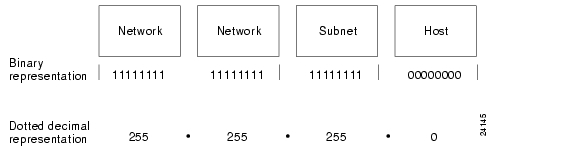 Network Network Subnet Host
Binary
representation 11111111 11111111 11111111 00000000
Dotted decimal
representation 255 • 255 • 255 • 0
24145